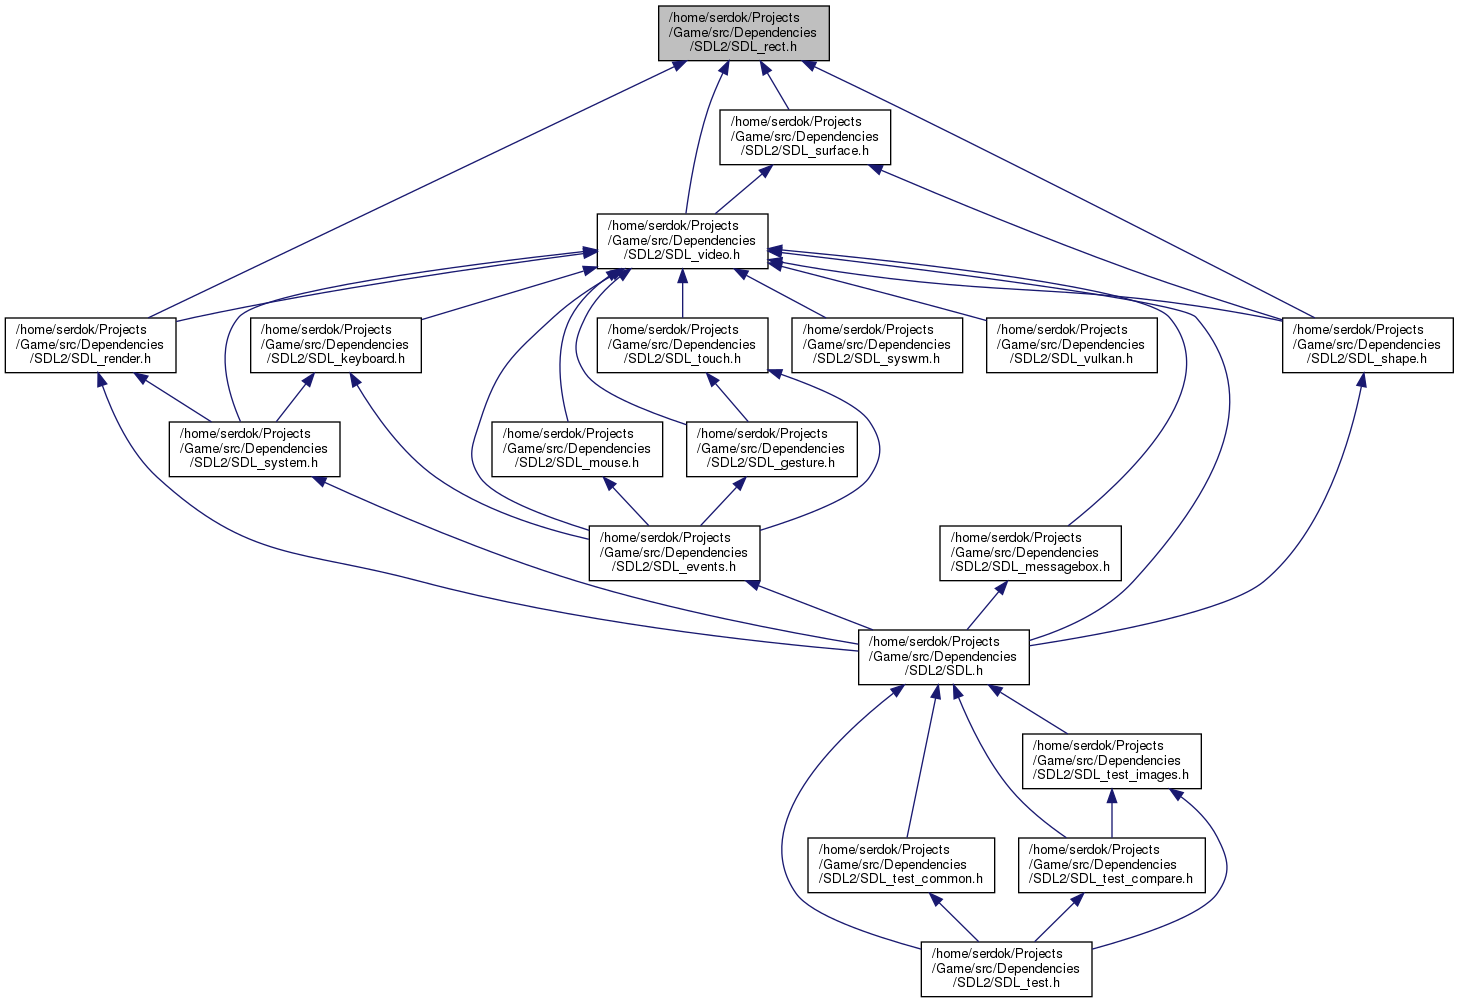 /home/serdok/Projects
/Game/src/Dependencies
/SDL2/SDL_rect.h
/home/serdok/Projects
/Game/src/Dependencies
/SDL2/SDL_surface.h
/home/serdok/Projects
/Game/src/Dependencies
/SDL2/SDL_video.h
/home/serdok/Projects
/Game/src/Dependencies
/SDL2/SDL_render.h
/home/serdok/Projects
/Game/src/Dependencies
/SDL2/SDL_keyboard.h
/home/serdok/Projects
/Game/src/Dependencies
/SDL2/SDL_touch.h
/home/serdok/Projects
/Game/src/Dependencies
/SDL2/SDL_syswm.h
/home/serdok/Projects
/Game/src/Dependencies
/SDL2/SDL_vulkan.h
/home/serdok/Projects
/Game/src/Dependencies
/SDL2/SDL_shape.h
/home/serdok/Projects
/Game/src/Dependencies
/SDL2/SDL_system.h
/home/serdok/Projects
/Game/src/Dependencies
/SDL2/SDL_mouse.h
/home/serdok/Projects
/Game/src/Dependencies
/SDL2/SDL_gesture.h
/home/serdok/Projects
/Game/src/Dependencies
/SDL2/SDL_events.h
/home/serdok/Projects
/Game/src/Dependencies
/SDL2/SDL_messagebox.h
/home/serdok/Projects
/Game/src/Dependencies
/SDL2/SDL.h
/home/serdok/Projects
/Game/src/Dependencies
/SDL2/SDL_test_images.h
/home/serdok/Projects
/Game/src/Dependencies
/SDL2/SDL_test_common.h
/home/serdok/Projects
/Game/src/Dependencies
/SDL2/SDL_test_compare.h
/home/serdok/Projects
/Game/src/Dependencies
/SDL2/SDL_test.h